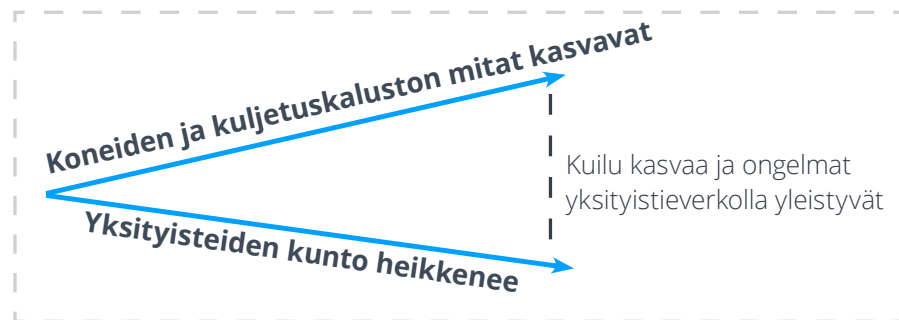 Koneiden ja kuljetuskaluston mitat kasvavat
Kuilu kasvaa ja ongelmat
yksityistieverkolla yleistyvät
Yksityisteiden kunto heikkenee